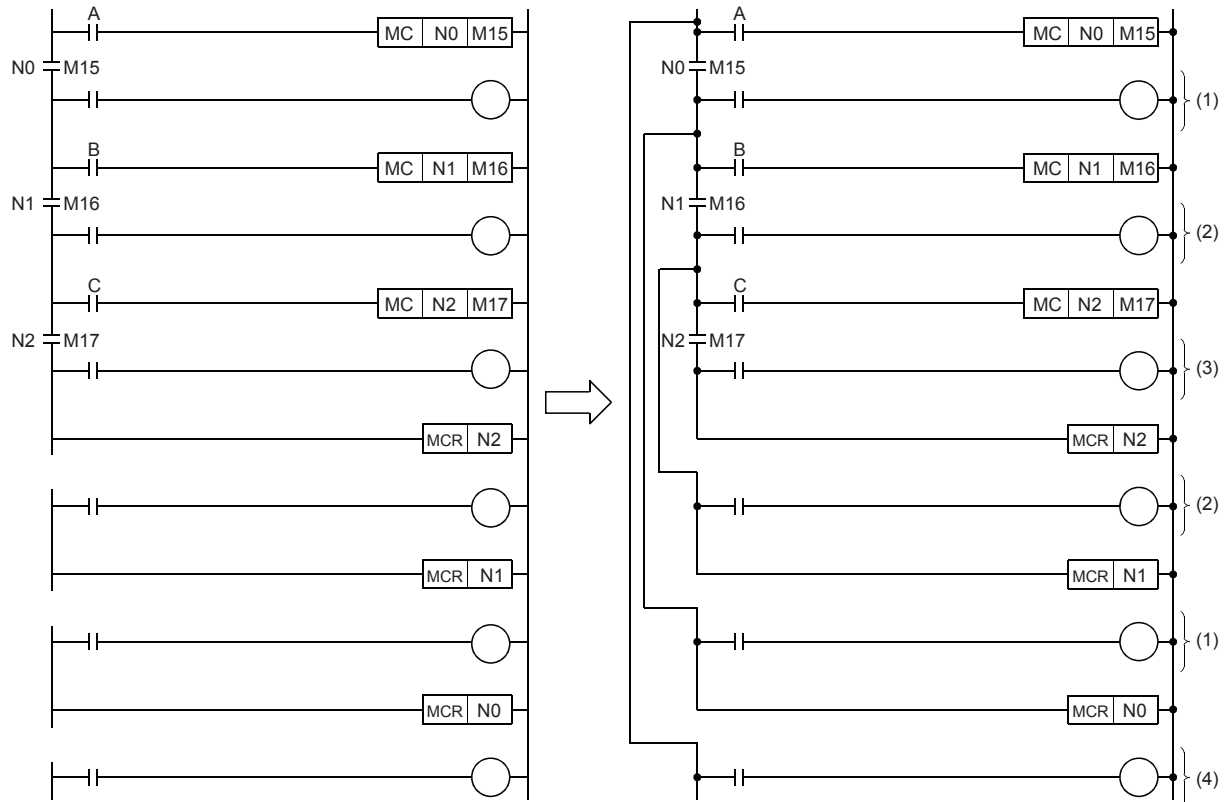 A
MC N0 M15
N0 M15
B
MC N1 M16
N1 M16
C
MC N2 M17
N2 M17
MCR N2
MCR N1
MCR N0
A
MC N0 M15
N0 M15
(1)
B
MC N1 M16
N1 M16
(2)
C
MC N2 M17
N2 M17
(3)
MCR N2
(2)
MCR N1
(1)
MCR N0
(4)